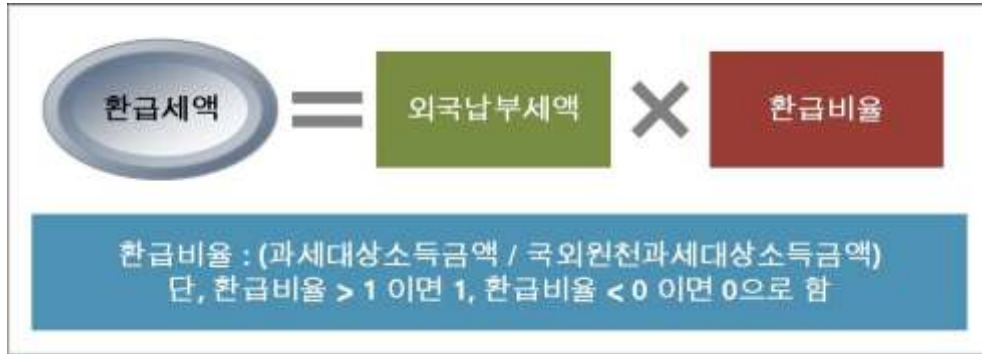 환급세액 = 외국납부세액 × 환급비율
환급비율 : (과세대상소득금액 / 국외원천과세대상소득금액)
단, 환급비율 > 1 이면 1, 환급비율 < 0 이면 0으로 함